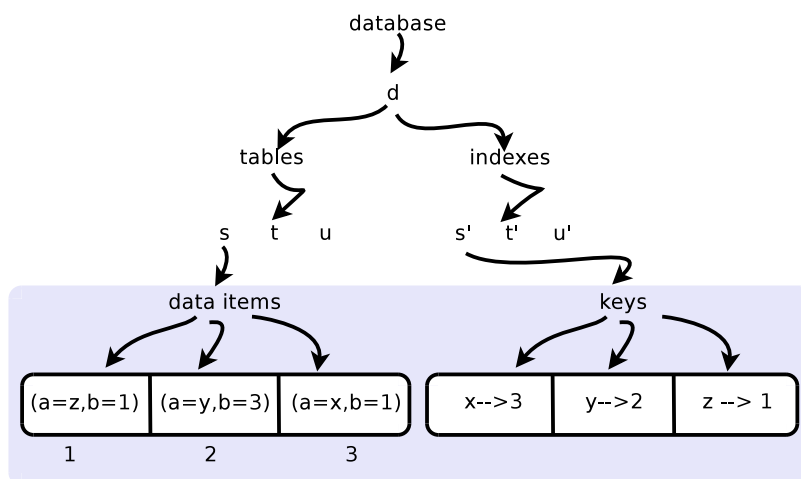 database
d
tables indexes
s t u s' t' u'
data items keys
(a=z,b=1) (a=y,b=3) (a=x,b=1) x-->3 y-->2 z --> 1
1 2 3